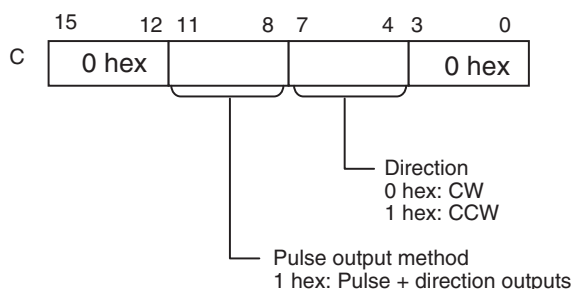 15 12 11 8 7 4 3 0
C 0 hex 0 hex
Direction
0 hex: CW
1 hex: CCW
Pulse output method
1 hex: Pulse + direction outputs